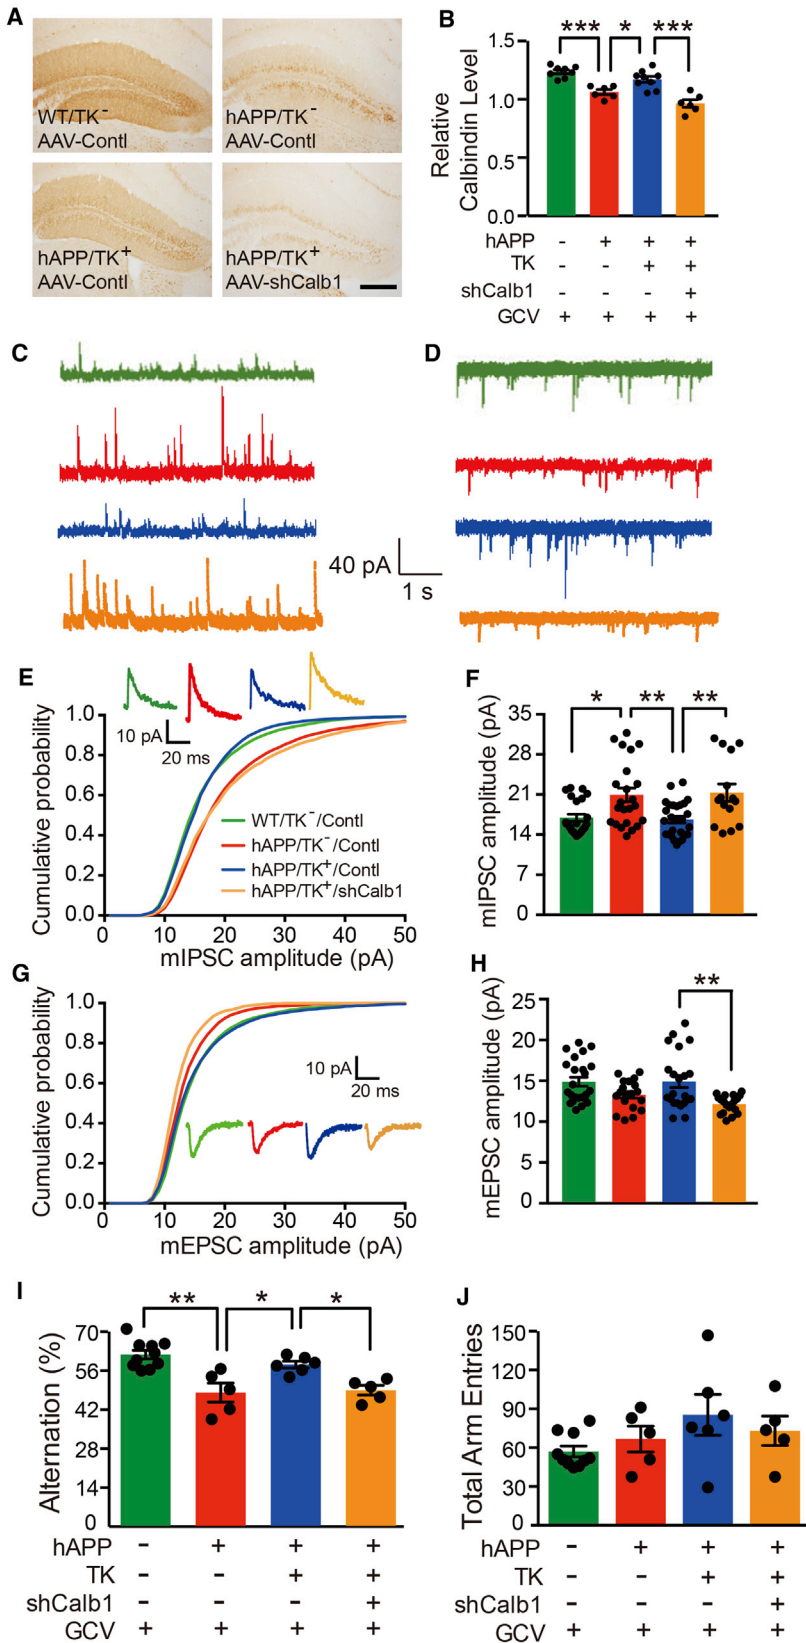 A
WT/TK-
AAV-Contl
hAPP/TK-
AAV-Contl
hAPP/TK+
AAV-Contl
hAPP/TK+
AAV-shCalb1
B
*** * ***
Relative
Calbindin Level
1.5
1.0
0.5
0.0
hAPP - + + +
TK - - + +
shCalb1 - - - +
GCV + + + +
C
D
40 pA
1 s
E
10 pA
20 ms
Cumulative probability
1.0
0.8
0.6
0.4
0.2
0.0
WT/TK-/Contl
hAPP/TK-/Contl
hAPP/TK+/Contl
hAPP/TK+/shCalb1
0 10 20 30 40 50
mIPSC amplitude (pA)
F
* ** **
mIPSC amplitude (pA)
35
28
21
14
7
0
G
Cumulative probability
1.0
0.8
0.6
0.4
0.2
0.0
10 pA
20 ms
0 10 20 30 40 50
mEPSC amplitude (pA)
H
**
mEPSC amplitude (pA)
25
20
15
10
5
0
I
** * *
Alternation (%)
70
56
42
28
14
0
hAPP - + + +
TK - - + +
shCalb1 - - - +
GCV + + + +
J
Total Arm Entries
150
120
90
60
30
0
hAPP - + + +
TK - - + +
shCalb1 - - - +
GCV + + + +